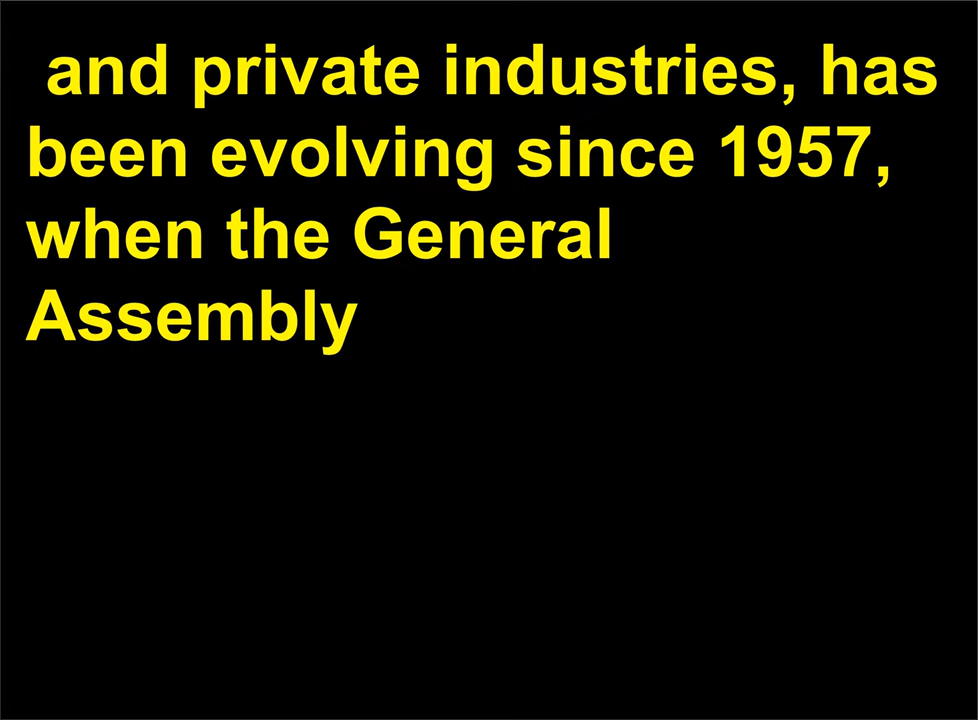 and private industries, has
been evolving since 1957,
when the General
Assembly